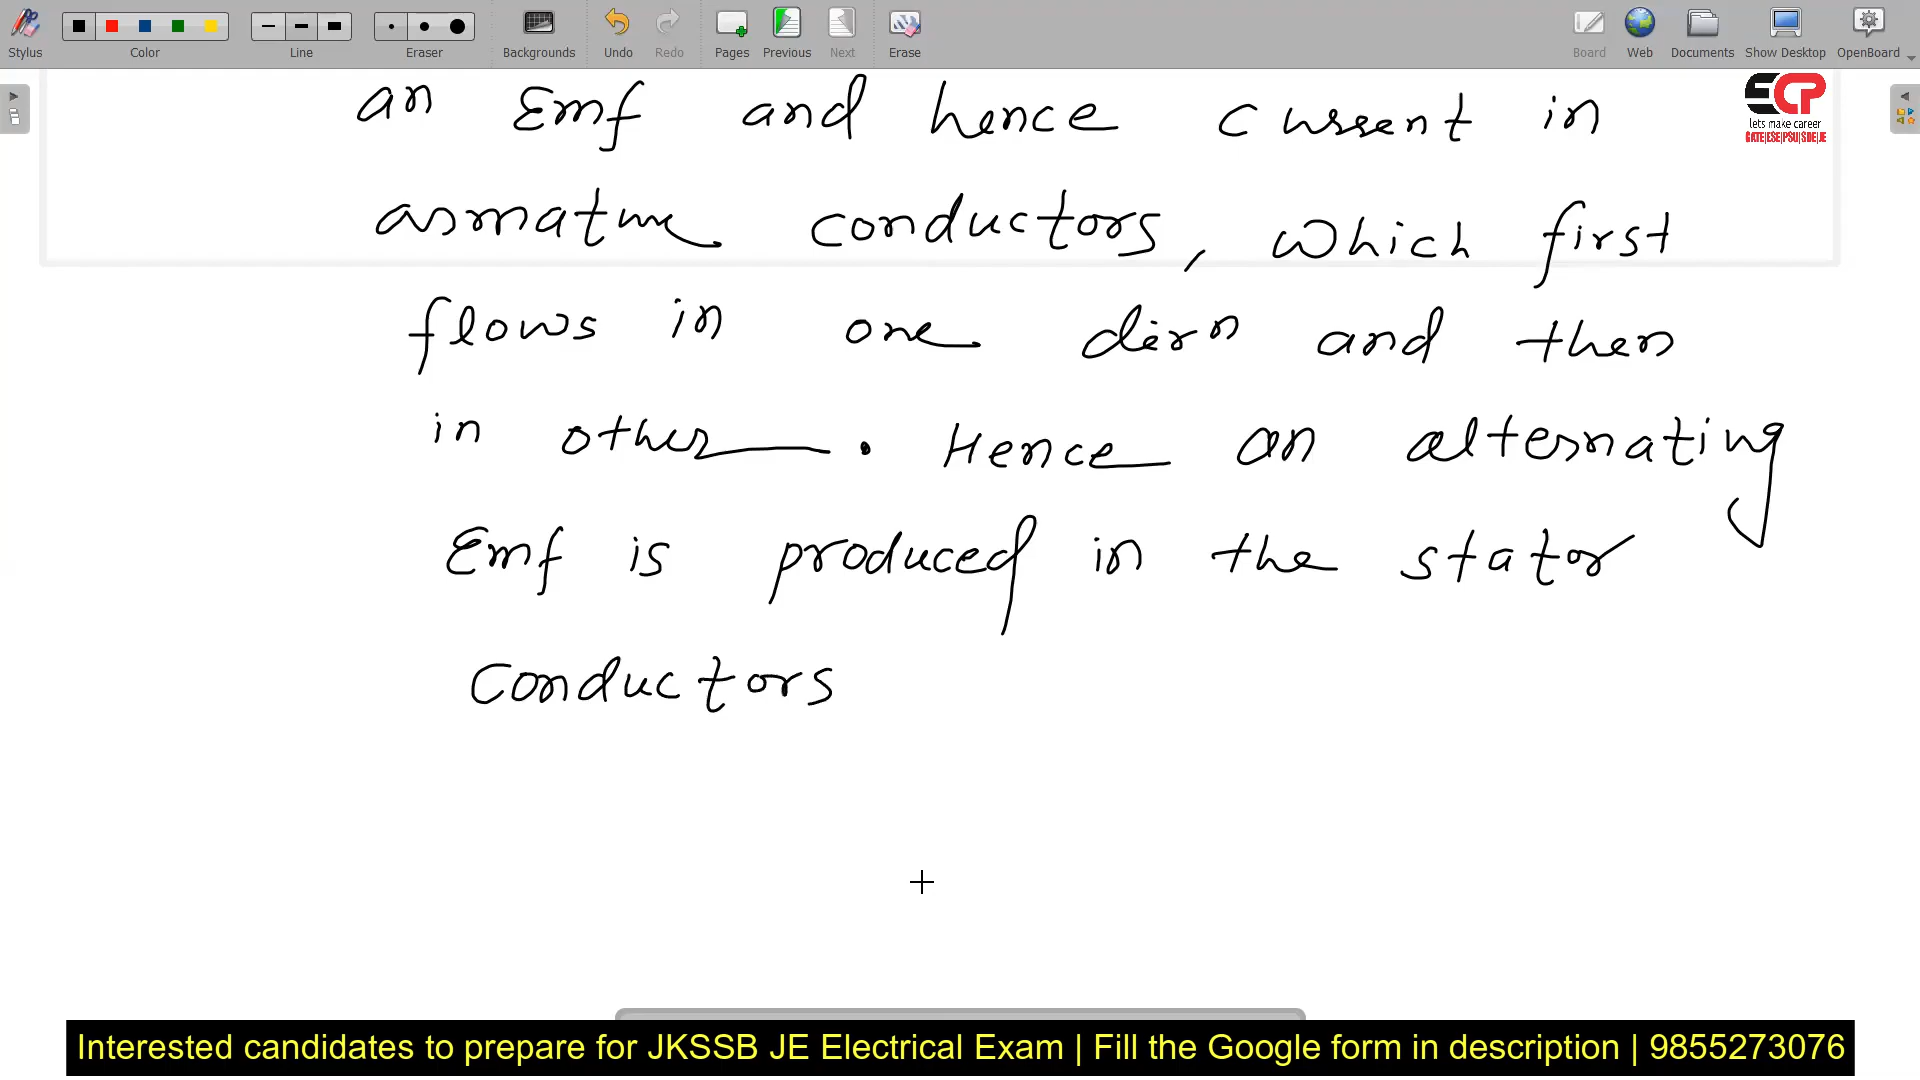 Stylus Color Line Eraser Backgrounds Undo Redo Pages Previous Next Erase Board Web Documents Show Desktop OpenBoard
ECP
lets make career
GATE|ESE|PSU|SDE|JE
an Emf and hence current in
armature conductors, which first
flows in one dirn and then
in other. Hence an alternating
Emf is produced in the stator
conductors
Interested candidates to prepare for JKSSB JE Electrical Exam | Fill the Google form in description | 9855273076